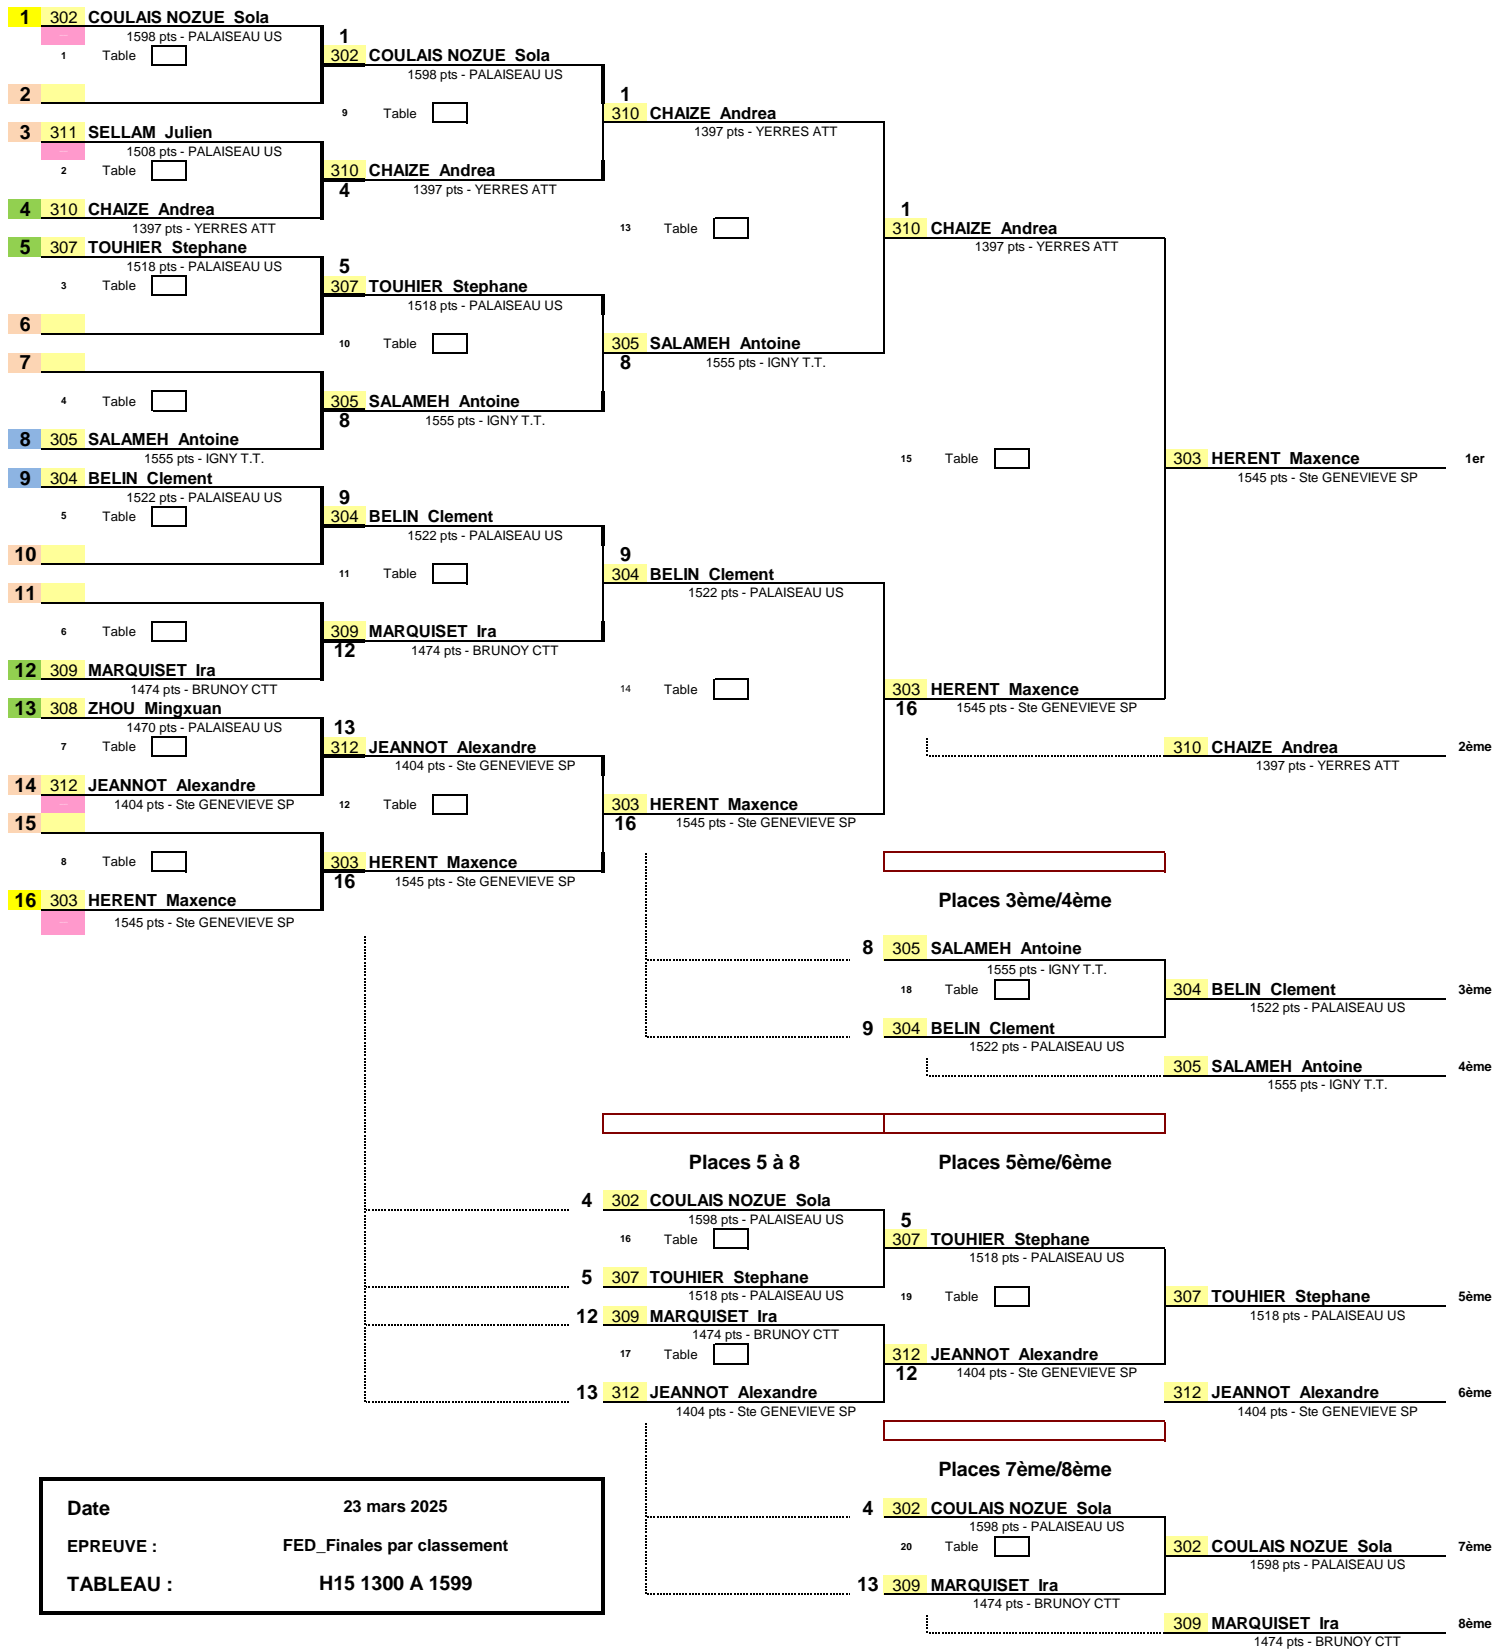 1 302 COULAIS NOZUE Sola
1598 pts - PALAISEAU US
1 Table
2
3 311 SELLAM Julien
1508 pts - PALAISEAU US
2 Table
4 310 CHAIZE Andrea
1397 pts - YERRES ATT
5 307 TOUHIER Stephane
1518 pts - PALAISEAU US
3 Table
6
7
4 Table
8 305 SALAMEH Antoine
1555 pts - IGNY T.T.
9 304 BELIN Clement
1522 pts - PALAISEAU US
5 Table
10
11
6 Table
12 309 MARQUISET Ira
1474 pts - BRUNOY CTT
13 308 ZHOU Mingxuan
1470 pts - PALAISEAU US
7 Table
14 312 JEANNOT Alexandre
1404 pts - Ste GENEVIEVE SP
15
8 Table
16 303 HERENT Maxence
1545 pts - Ste GENEVIEVE SP
1
302 COULAIS NOZUE Sola
1598 pts - PALAISEAU US
9 Table
310 CHAIZE Andrea
4 1397 pts - YERRES ATT
5
307 TOUHIER Stephane
1518 pts - PALAISEAU US
10 Table
305 SALAMEH Antoine
8 1555 pts - IGNY T.T.
9
304 BELIN Clement
1522 pts - PALAISEAU US
11 Table
309 MARQUISET Ira
12 1474 pts - BRUNOY CTT
13
312 JEANNOT Alexandre
1404 pts - Ste GENEVIEVE SP
12 Table
303 HERENT Maxence
16 1545 pts - Ste GENEVIEVE SP
1
310 CHAIZE Andrea
1397 pts - YERRES ATT
13 Table
305 SALAMEH Antoine
8 1555 pts - IGNY T.T.
9
304 BELIN Clement
1522 pts - PALAISEAU US
14 Table
303 HERENT Maxence
16 1545 pts - Ste GENEVIEVE SP
1
310 CHAIZE Andrea
1397 pts - YERRES ATT
15 Table
303 HERENT Maxence
16 1545 pts - Ste GENEVIEVE SP
303 HERENT Maxence 1er
1545 pts - Ste GENEVIEVE SP
310 CHAIZE Andrea 2ème
1397 pts - YERRES ATT
Places 3ème/4ème
8 305 SALAMEH Antoine
1555 pts - IGNY T.T.
18 Table
9 304 BELIN Clement
1522 pts - PALAISEAU US
304 BELIN Clement 3ème
1522 pts - PALAISEAU US
305 SALAMEH Antoine 4ème
1555 pts - IGNY T.T.
Places 5 à 8
4 302 COULAIS NOZUE Sola
1598 pts - PALAISEAU US
16 Table
5 307 TOUHIER Stephane
1518 pts - PALAISEAU US
12 309 MARQUISET Ira
1474 pts - BRUNOY CTT
17 Table
13 312 JEANNOT Alexandre
1404 pts - Ste GENEVIEVE SP
Places 5ème/6ème
5
307 TOUHIER Stephane
1518 pts - PALAISEAU US
19 Table
312 JEANNOT Alexandre
12 1404 pts - Ste GENEVIEVE SP
307 TOUHIER Stephane 5ème
1518 pts - PALAISEAU US
312 JEANNOT Alexandre 6ème
1404 pts - Ste GENEVIEVE SP
Places 7ème/8ème
4 302 COULAIS NOZUE Sola
1598 pts - PALAISEAU US
20 Table
13 309 MARQUISET Ira
1474 pts - BRUNOY CTT
302 COULAIS NOZUE Sola 7ème
1598 pts - PALAISEAU US
309 MARQUISET Ira 8ème
1474 pts - BRUNOY CTT
Date 23 mars 2025
EPREUVE : FED_Finales par classement
TABLEAU : H15 1300 A 1599